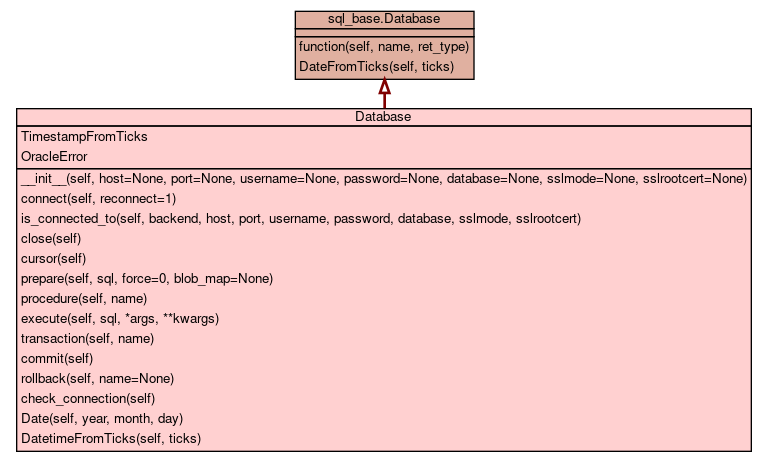 sql_base.Database
function(self, name, ret_type)
DateFromTicks(self, ticks)
Database
TimestampFromTicks
OracleError
__init__(self, host=None, port=None, username=None, password=None, database=None, sslmode=None, sslrootcert=None)
connect(self, reconnect=1)
is_connected_to(self, backend, host, port, username, password, database, sslmode, sslrootcert)
close(self)
cursor(self)
prepare(self, sql, force=0, blob_map=None)
procedure(self, name)
execute(self, sql, *args, **kwargs)
transaction(self, name)
commit(self)
rollback(self, name=None)
check_connection(self)
Date(self, year, month, day)
DatetimeFromTicks(self, ticks)